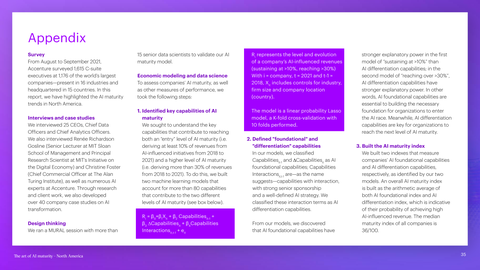 Appendix
Survey
From August to September 2021,
Accenture surveyed 1,615 C-suite
executives at 1,176 of the world's largest
companies—present in 16 industries and
headquartered in 15 countries. In this
report, we have highlighted the AI maturity
trends in North America.
Interviews and case studies
We interviewed 25 CEOs, Chief Data
Officers and Chief Analytics Officers.
We also interviewed Renée Richardson
Gosline (Senior Lecturer at MIT Sloan
School of Management and Principal
Research Scientist at MIT's Initiative on
the Digital Economy) and Christine Foster
(Chief Commercial Officer at The Alan
Turing Institute), as well as numerous AI
experts at Accenture. Through research
and client work, we also developed
over 40 company case studies on AI
transformation.
Design thinking
We ran a MURAL session with more than
15 senior data scientists to validate our AI
maturity model.
Economic modeling and data science
To assess companies' AI maturity, as well
as other measures of performance, we
took the following steps:
1. Identified key capabilities of AI
maturity
We sought to understand the key
capabilities that contribute to reaching
both an "entry" level of AI maturity (i.e.
deriving at least 10% of revenues from
AI-influenced initiatives from 2018 to
2021) and a higher level of AI maturity
(i.e. deriving more than 30% of revenues
from 2018 to 2021). To do this, we built
two machine learning models that
account for more than 80 capabilities
that contribute to the two different
levels of AI maturity (see box below).
Interactions
R, represents the level and evolution
of a company's AI-influenced revenues
(sustaining at +10%, reaching >30%)
With i = company, t = 2021 and t-1 =
2018, X includes controls for industry,
firm size and company location
(country).
The model is a linear probability Lasso
model, a K-fold cross-validation with
10 folds performed.
2. Defined "foundational" and
"differentiation" capabilities
In our models, we classified
Capabilities and ΔCapabilities as AI
foundational capabilities; Capabilities
Interactions are—as the name
suggests—capabilities with interaction
with strong senior sponsorship
and a well-defined AI strategy. We
classified these interaction terms as AI
differentiation capabilities.
From our models, we discovered
that AI foundational capabilities have
stronger explanatory power in the first
model of "sustaining at +10%" than
AI differentiation capabilities, in the
second model of "reaching over +30%",
AI differentiation capabilities have
stronger explanatory power. In other
words, AI foundational capabilities are
essential to building the necessary
foundation for organizations to enter
the AI race. Meanwhile, AI differentiation
capabilities are key for organizations to
reach the next level of AI maturity.
3. Built the AI maturity index
We built two indexes that measure
companies' AI foundational capabilities
and AI differentiation capabilities,
respectively, as identified by our two
models. An overall AI maturity index
is built as the arithmetic average of
both AI foundational index and AI
differentiation index, which is indicative
of their probability of achieving high
AI-influenced revenue. The median
maturity index of all companies is
36/100.
The art of AI maturity - North America